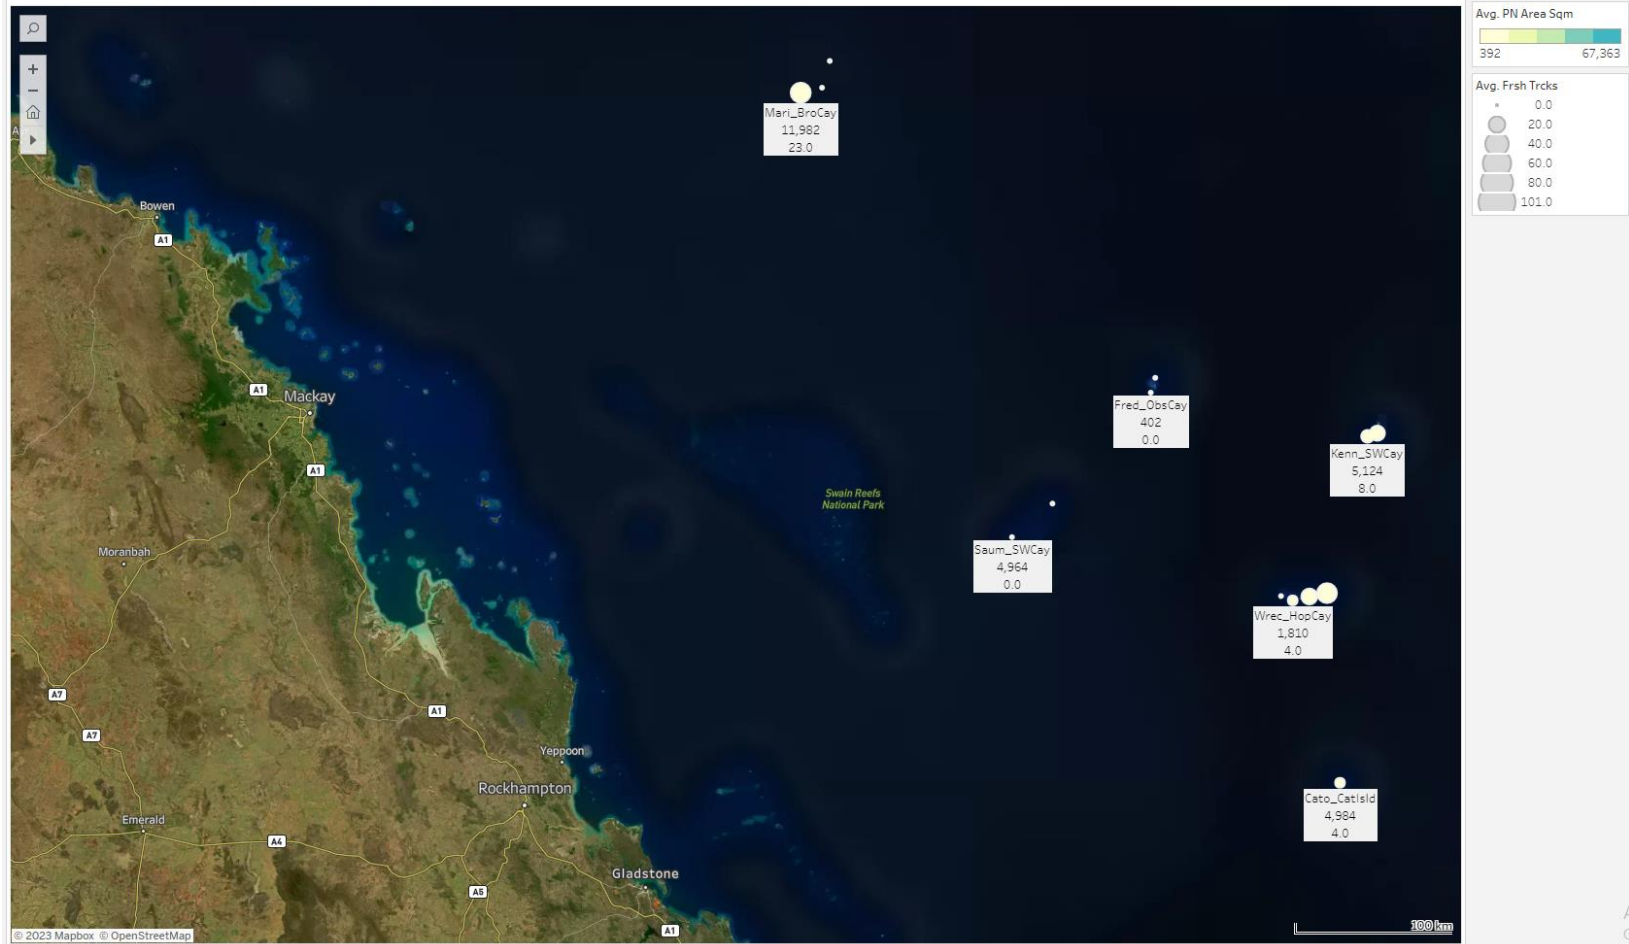 Avg. PN Area Sqm
392 67,363
Avg. Frsh Trcks
0.0
20.0
40.0
60.0
80.0
101.0
Mari_BroCay
11,982
23.0
Bowen
A1
A1
Mackay
A1
Fred_ObsCay
402
0.0
Kenn_SWCay
5,124
8.0
Swain Reefs
National Park
Moranbah
Saum_SWCay
4,964
0.0
Wrec_HopCay
1,810
4.0
A7
A1
A7
Yeppoon
Rockhampton
Cato_CatIsld
4,984
4.0
Emerald
A4
Gladstone
A5
A1
100 km
© 2023 Mapbox © OpenStreetMap